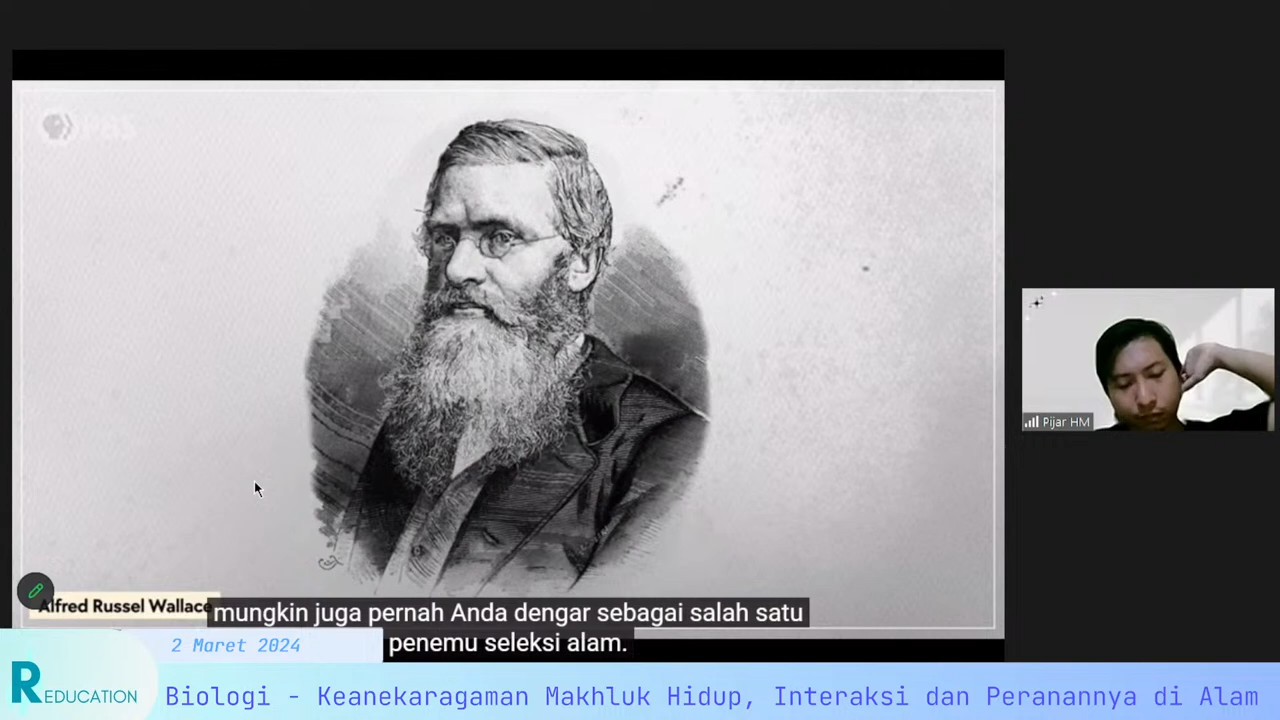 PBS
Alfred Russel Wallace
mungkin juga pernah Anda dengar sebagai salah satu
penemu seleksi alam.
Pijar HM
2 Maret 2024
REDUCATION
Biologi - Keanekaragaman Makhluk Hidup, Interaksi dan Peranannya di Alam